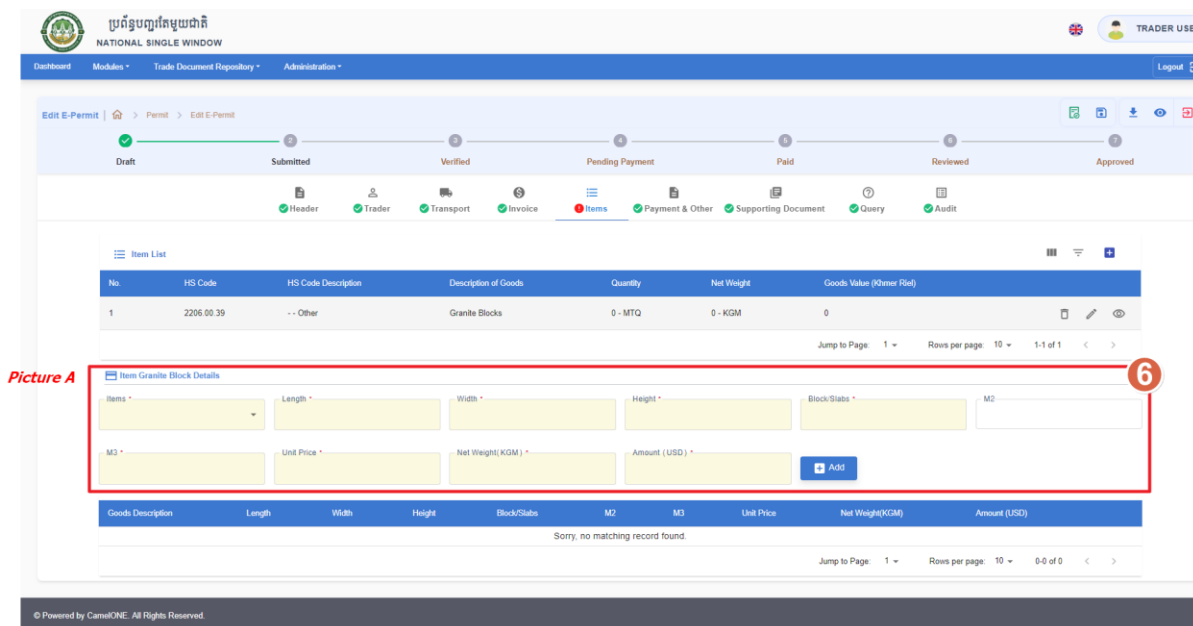 ប្រព័ន្ធបញ្ជរតែមួយជាតិ
NATIONAL SINGLE WINDOW
TRADER USE
Dashboard Modules Trade Document Repository Administration Logout
Edit E-Permit | > Permit > Edit E-Permit
2 3 4 5 6 7
Draft Submitted Verified Pending Payment Paid Reviewed Approved
Header Trader Transport Invoice Items Payment & Other Supporting Document Query Audit
Item List
No. HS Code HS Code Description Description of Goods Quantity Net Weight Goods Value (Khmer Riel)
1 2206.00.39 - - Other Granite Blocks 0 - MTQ 0 - KGM 0
Jump to Page: 1 Rows per page: 10 1-1 of 1 < >
Picture A
Item Granite Block Details
6
Items * Length * Width * Height * Block/Slabs * M2
M3 * Unit Price * Net Weight( KGM ) * Amount ( USD ) *
Add
Goods Description Length Width Height Block/Slabs M2 M3 Unit Price Net Weight(KGM) Amount (USD)
Sorry, no matching record found.
Jump to Page: 1 Rows per page: 10 0-0 of 0 < >
© Powered by CamelONE. All Rights Reserved.